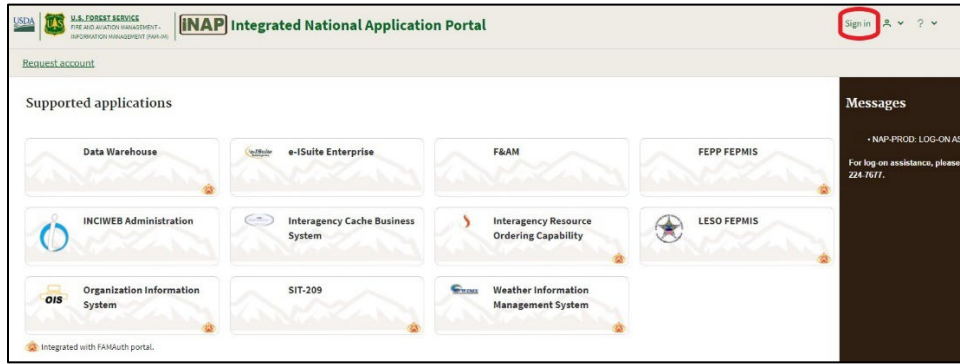 USDA
U.S. FOREST SERVICE
FIRE AND AVIATION MANAGEMENT -
INFORMATION MANAGEMENT (FAM-IM)
iNAP Integrated National Application Portal
Sign in
?
Request account
Supported applications
Data Warehouse
e-ISuite Enterprise
F&AM
FEPP FEPMIS
INCIWEB Administration
Interagency Cache Business
System
Interagency Resource
Ordering Capability
LESO FEPMIS
OIS
Organization Information
System
SIT-209
Weather Information
Management System
Integrated with FAMAuth portal.
Messages
• NAP-PROD: LOG-ON AS
For log-on assistance, please
224-7677.